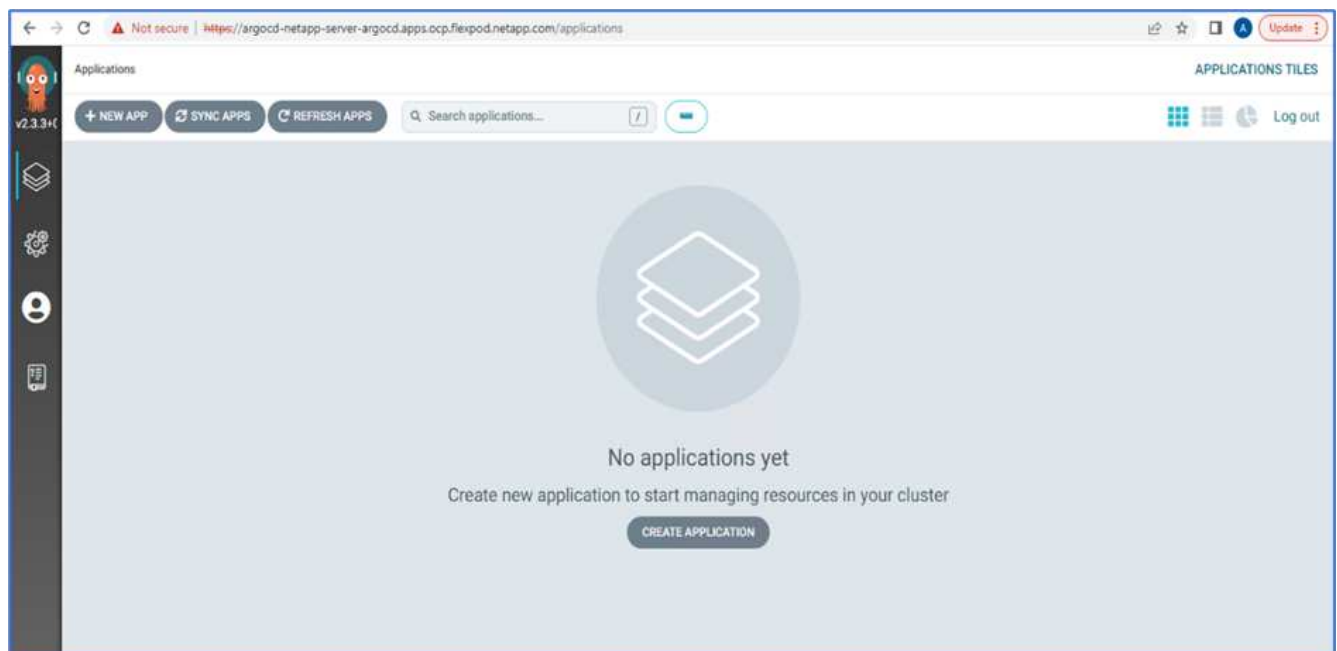 Not secure | https://argocd-netapp-server-argocd.apps.ocp.flexpod.netapp.com/applications
A
Update
Applications
APPLICATIONS TILES
v2.3.3+(
+ NEW APP
SYNC APPS
REFRESH APPS
Search applications...
/
Log out
No applications yet
Create new application to start managing resources in your cluster
CREATE APPLICATION